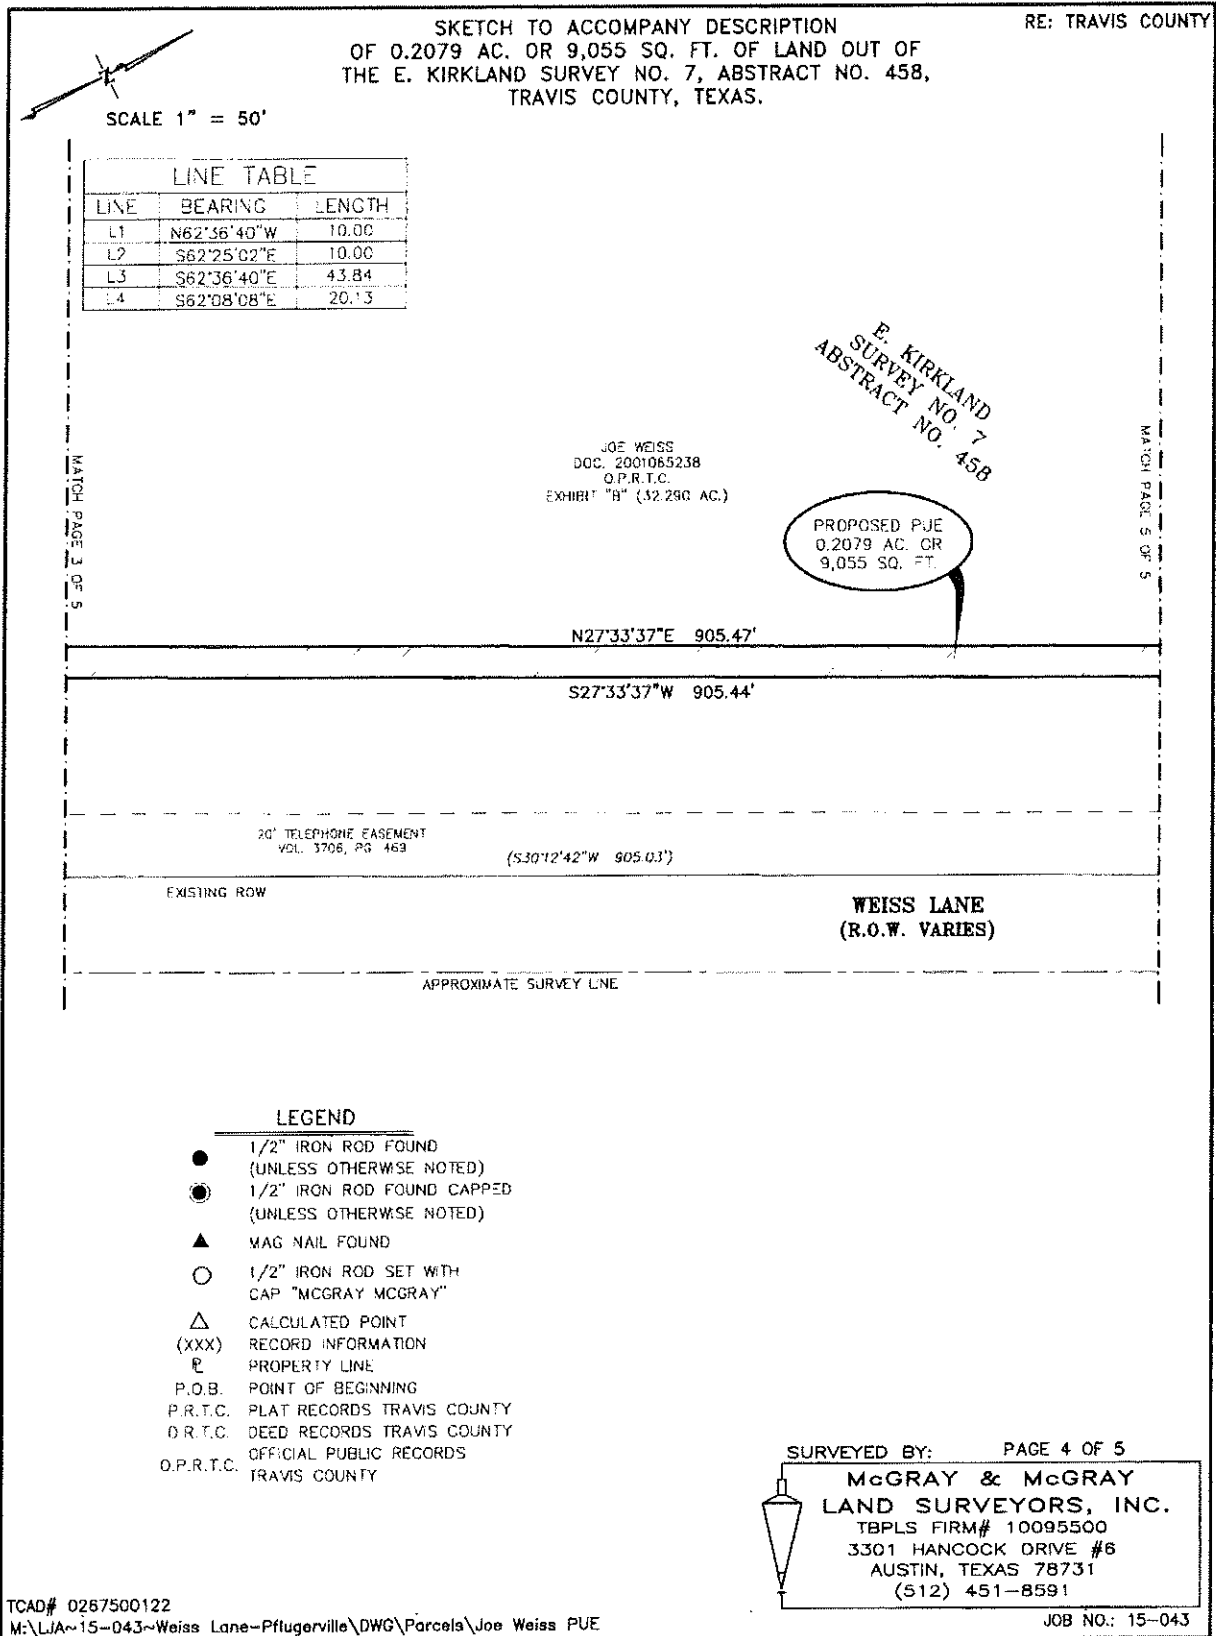 RE: TRAVIS COUNTY
SKETCH TO ACCOMPANY DESCRIPTION
OF 0.2079 AC. OR 9,055 SQ. FT. OF LAND OUT OF
THE E. KIRKLAND SURVEY NO. 7, ABSTRACT NO. 458,
TRAVIS COUNTY, TEXAS.
SCALE 1" = 50'
LINE TABLE
LINE BEARING LENGTH
L1 N62°36'40"W 10.00
L2 S62°25'02"E 10.00
L3 S62°36'40"E 43.84
L4 S62°08'08"E 20.13
E. KIRKLAND
SURVEY NO. 7
ABSTRACT NO. 458
JOE WEISS
DOC. 2001065238
O.P.R.T.C.
EXHIBIT "B" (32.290 AC.)
MATCH PAGE 3 OF 5
MATCH PAGE 5 OF 5
PROPOSED PUE
0.2079 AC. OR
9,055 SQ. FT.
N27°33'37"E 905.47'
S27°33'37"W 905.44'
20' TELEPHONE EASEMENT
VOL. 3706, PG 469
(S30°12'42"W 905.03')
EXISTING ROW
WEISS LANE
(R.O.W. VARIES)
APPROXIMATE SURVEY LINE
LEGEND
1/2" IRON ROD FOUND
(UNLESS OTHERWISE NOTED)
1/2" IRON ROD FOUND CAPPED
(UNLESS OTHERWISE NOTED)
MAG NAIL FOUND
1/2" IRON ROD SET WITH
CAP "MCGRAY MCGRAY"
CALCULATED POINT
(XXX) RECORD INFORMATION
PROPERTY LINE
P.O.B. POINT OF BEGINNING
P.R.T.C. PLAT RECORDS TRAVIS COUNTY
D.R.T.C. DEED RECORDS TRAVIS COUNTY
O.P.R.T.C. OFFICIAL PUBLIC RECORDS
TRAVIS COUNTY
SURVEYED BY: PAGE 4 OF 5
McGRAY & McGRAY
LAND SURVEYORS, INC.
TBPLS FIRM# 10095500
3301 HANCOCK DRIVE #6
AUSTIN, TEXAS 78731
(512) 451-8591
JOB NO.: 15-043
TCAD# 0267500122
M:\LJA~15-043~Weiss Lane-Pflugerville\DWG\Parcels\Joe Weiss PUE